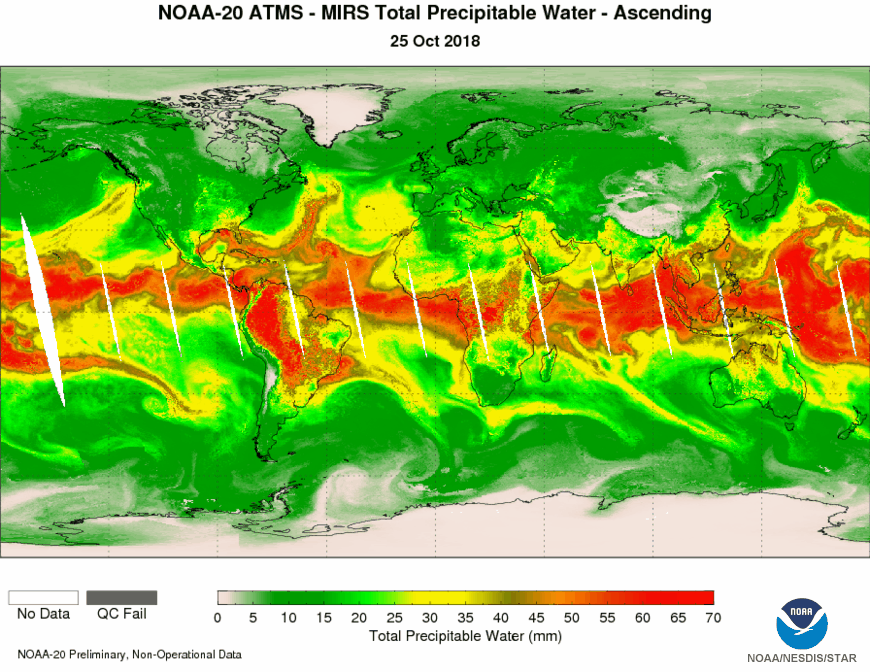 NOAA-20 ATMS - MIRS Total Precipitable Water - Ascending
25 Oct 2018
No Data
QC Fail
0 5 10 15 20 25 30 35 40 45 50 55 60 65 70
Total Precipitable Water (mm)
NOAA
NOAA-20 Preliminary, Non-Operational Data
NOAA/NESDIS/STAR